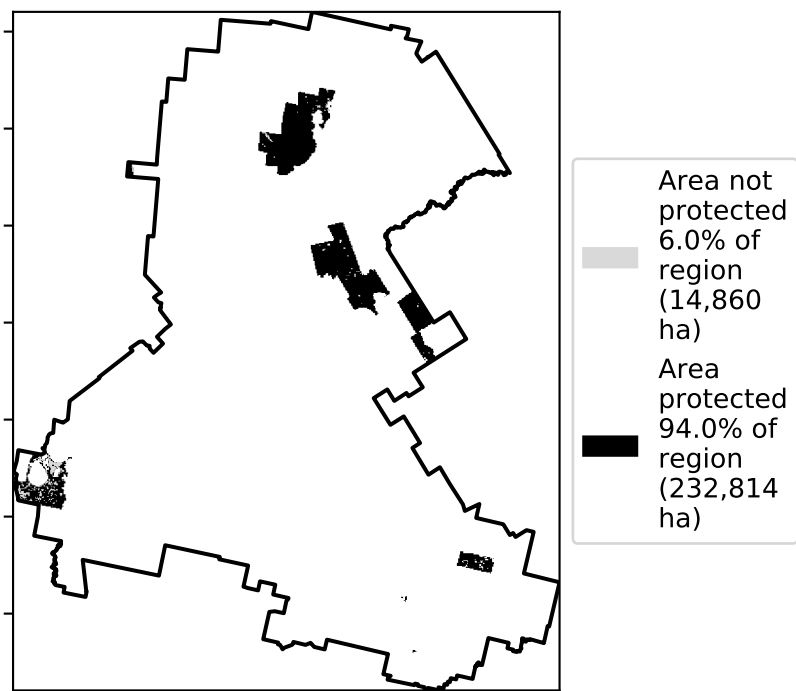 Area not
protected
6.0% of
region
(14,860
ha)
Area
protected
94.0% of
region
(232,814
ha)